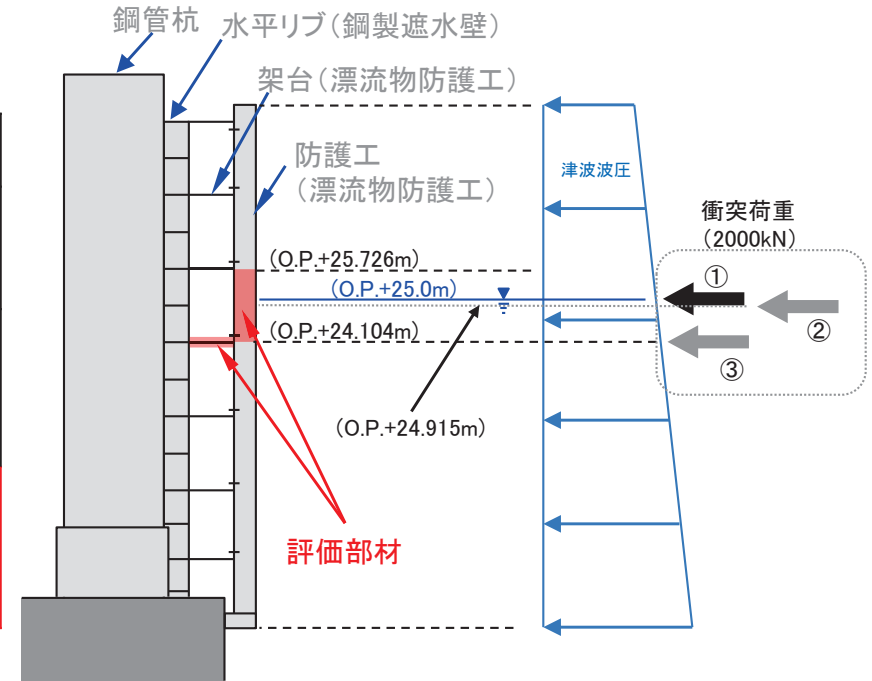 鋼管杭
水平リブ(鋼製遮水壁)
架台(漂流物防護工)
防護工
(漂流物防護工)
津波波圧
衝突荷重
(2000kN)
(O.P.+25.726m)
(O.P.+25.0m)
①
②
(O.P.+24.104m)
③
(O.P.+24.915m)
評価部材